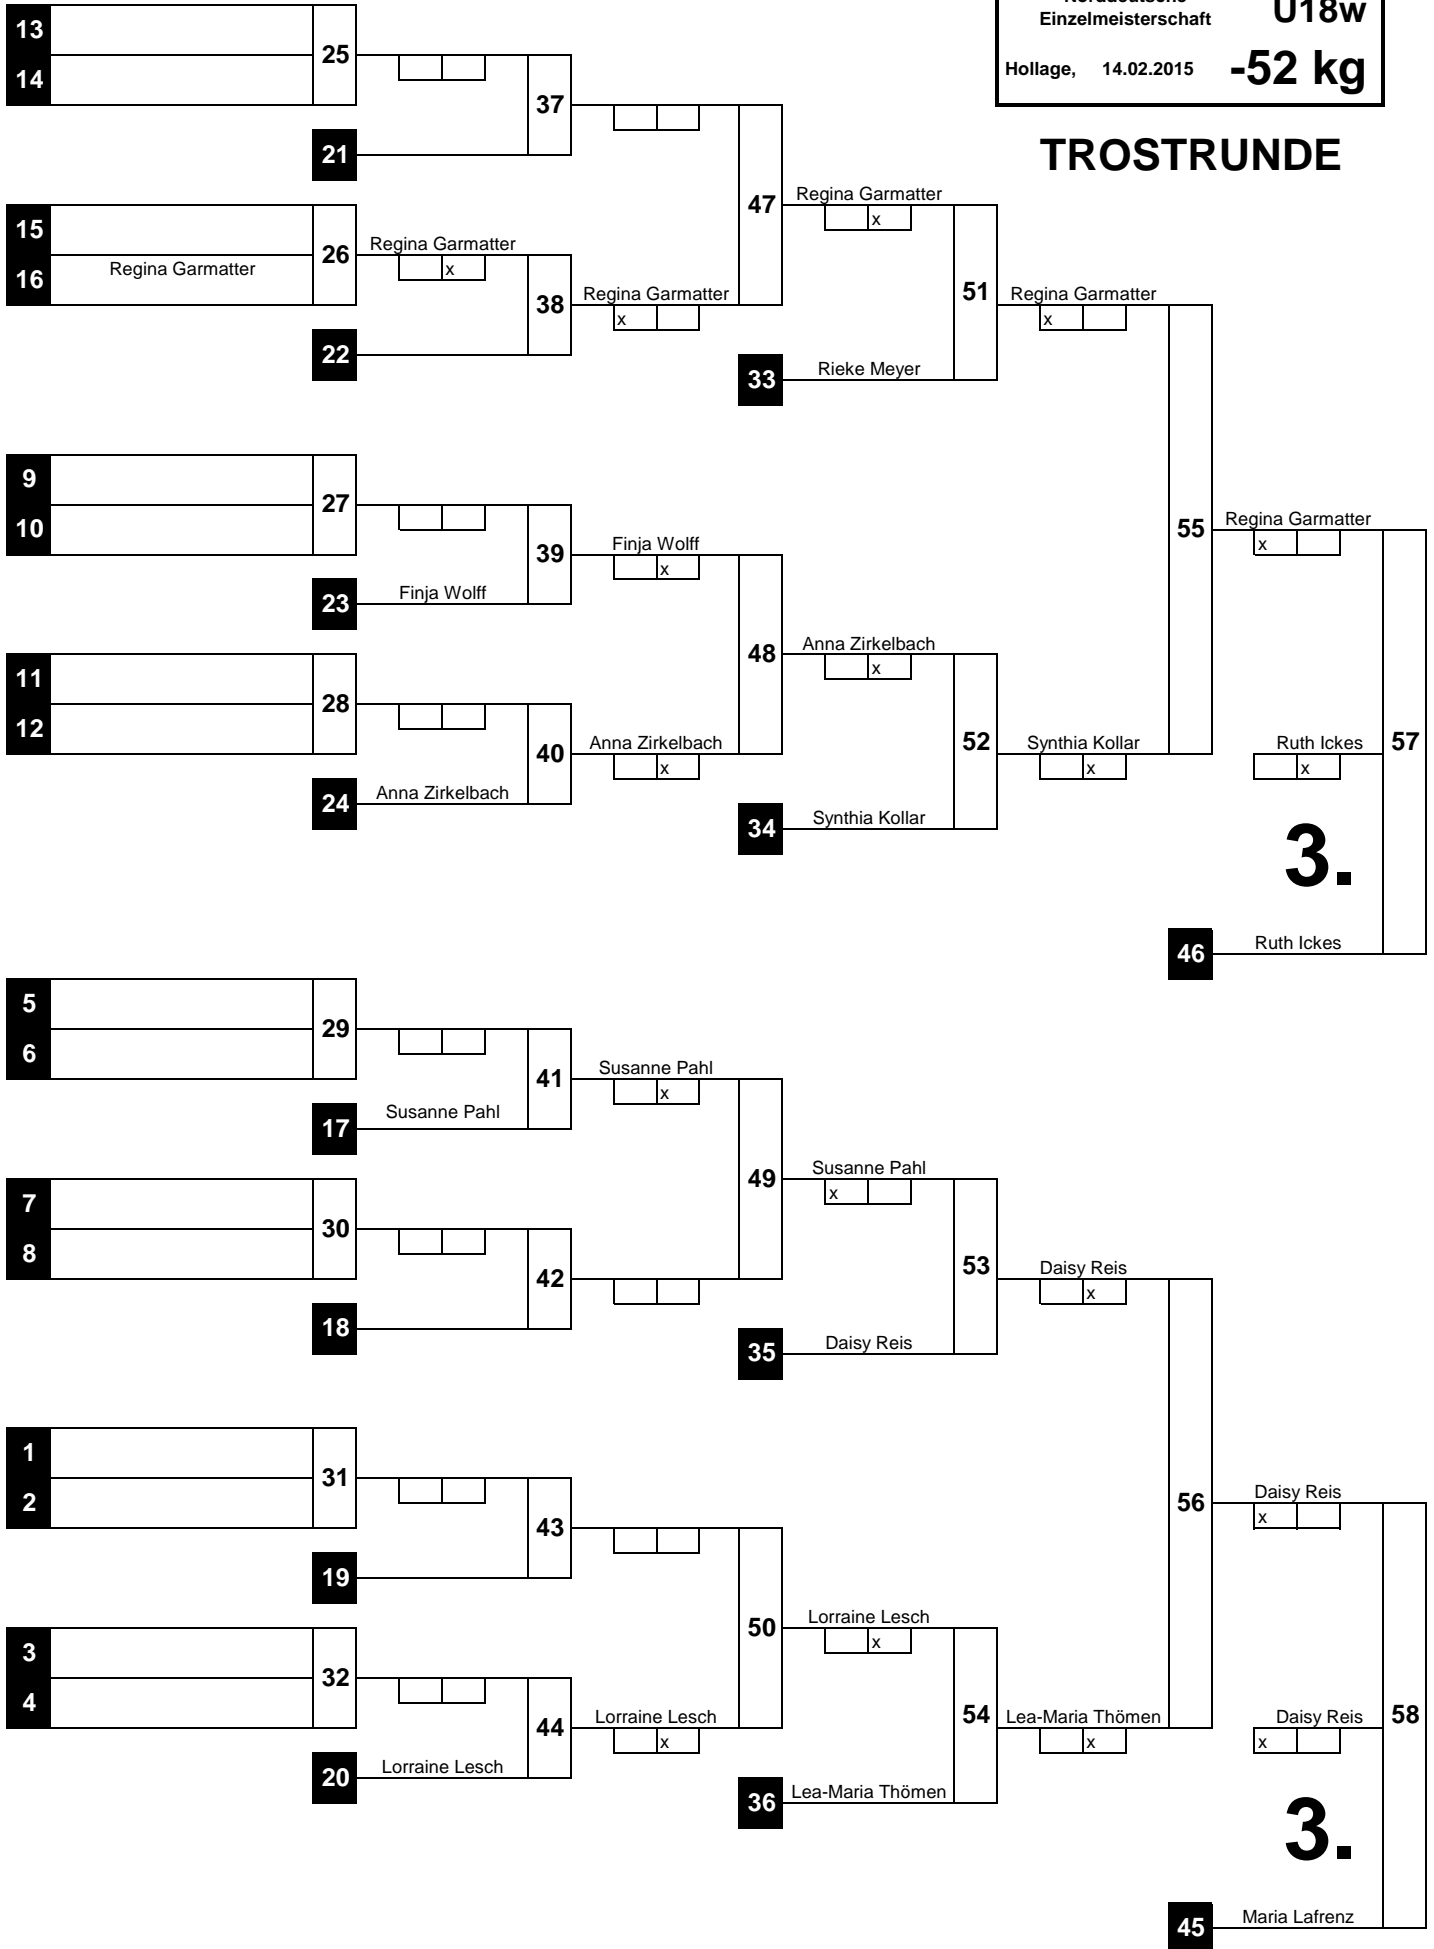 Norddeutsche
Einzelmeisterschaft
U18w
Hollage, 14.02.2015 -52 kg
TROSTRUNDE
13
14
25
37
21
47
Regina Garmatter
x
15
16
Regina Garmatter
26
Regina Garmatter
x
38
Regina Garmatter
x
22
51
Regina Garmatter
x
33
Rieke Meyer
9
10
27
39
Finja Wolff
x
23
Finja Wolff
55
Regina Garmatter
x
11
12
28
48
Anna Zirkelbach
x
40
Anna Zirkelbach
x
24
Anna Zirkelbach
52
Synthia Kollar
x
34
Synthia Kollar
Ruth Ickes
x
57
3.
46
Ruth Ickes
5
6
29
41
Susanne Pahl
x
17
Susanne Pahl
49
Susanne Pahl
x
7
8
30
42
18
53
Daisy Reis
x
35
Daisy Reis
1
2
31
43
19
56
Daisy Reis
x
3
4
32
50
Lorraine Lesch
x
44
Lorraine Lesch
x
20
Lorraine Lesch
54
Lea-Maria Thömen
x
36
Lea-Maria Thömen
Daisy Reis
x
58
3.
45
Maria Lafrenz